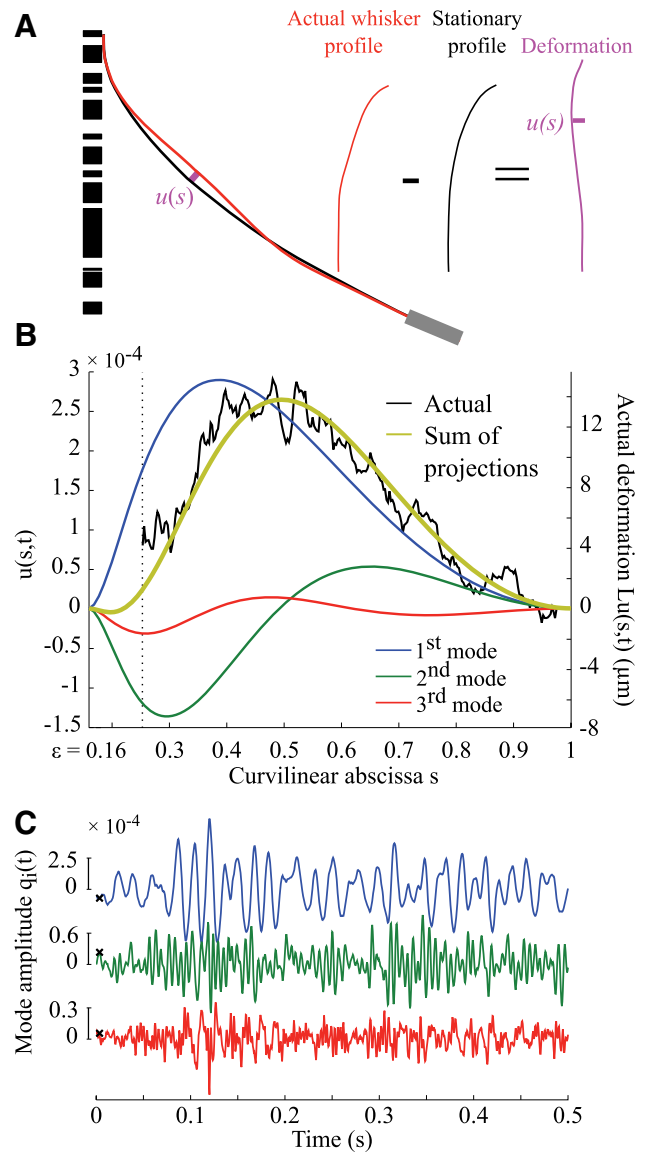 A
Actual whisker
profile
Stationary
profile
Deformation
u(s)
u(s)
B
3 × 10-4
2.5
2
1.5
1
0.5
0
-0.5
-1
-1.5
u(s,t)
Actual
Sum of
projections
1st mode
2nd mode
3rd mode
12
8
4
0
-4
-8
Actual deformation Lu(s,t) (μm)
ε = 0.16 0.3 0.4 0.5 0.6 0.7 0.8 0.9 1
Curvilinear abscissa s
C
× 10-4
2.5
0
0.6
0
0.3
0
Mode amplitude qi(t)
0 0.1 0.2 0.3 0.4 0.5
Time (s)